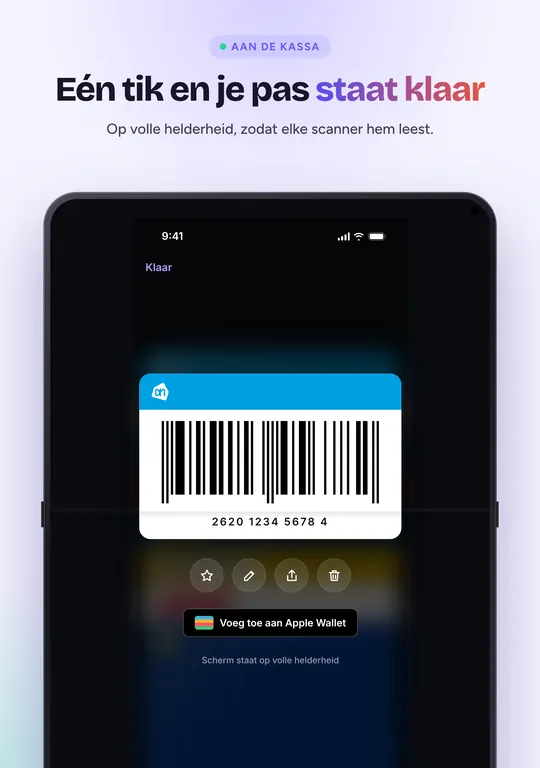 AAN DE KASSA
Eén tik en je pas staat klaar
Op volle helderheid, zodat elke scanner hem leest.
9:41
Klaar
2620 1234 5678 4
Voeg toe aan Apple Wallet
Scherm staat op volle helderheid